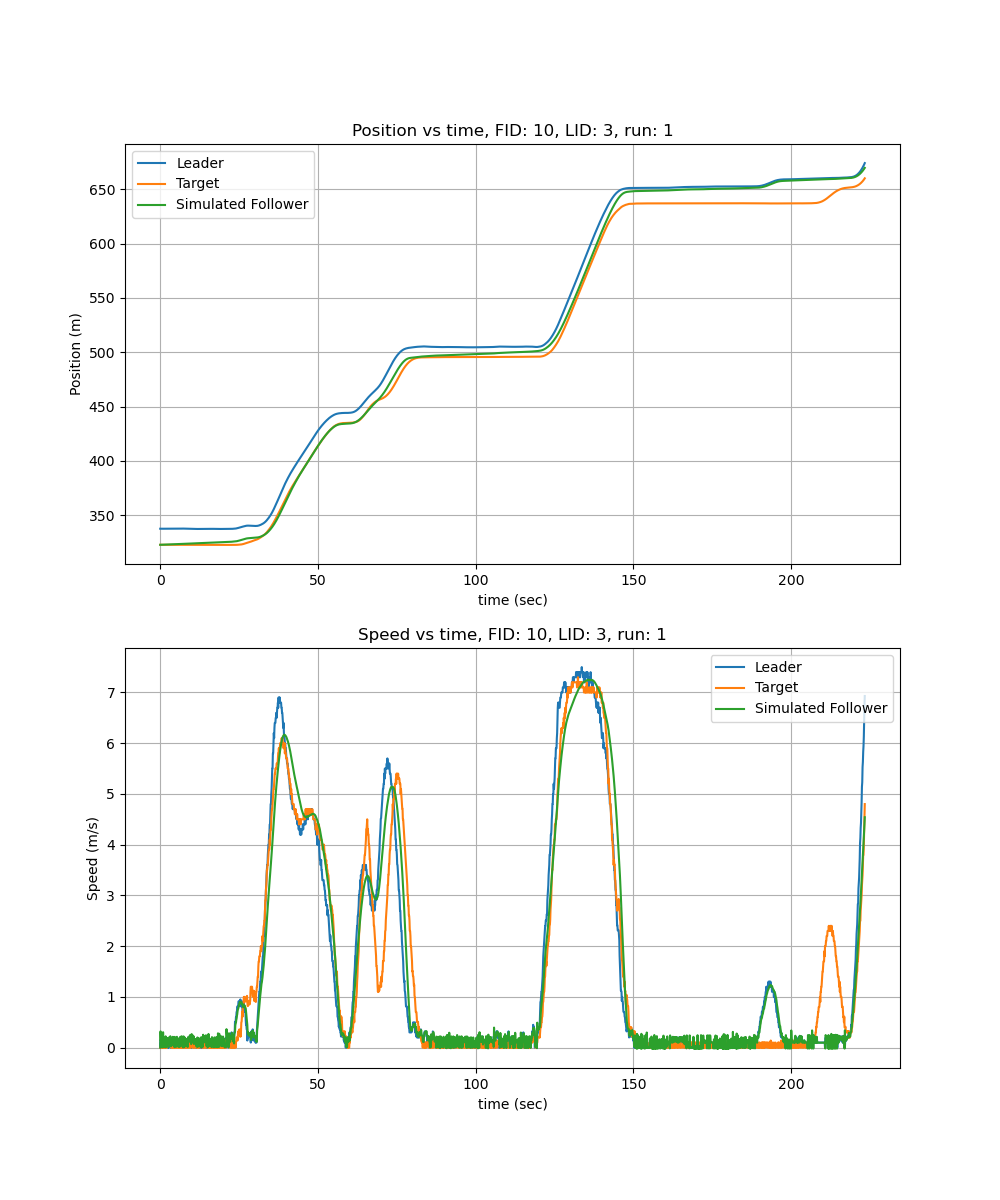 Position vs time, FID: 10, LID: 3, run: 1
Leader
Target
Simulated Follower
Position (m)
650
600
550
500
450
400
350
0 50 100 150 200
time (sec)
Speed vs time, FID: 10, LID: 3, run: 1
Leader
Target
Simulated Follower
Speed (m/s)
7
6
5
4
3
2
1
0
0 50 100 150 200
time (sec)